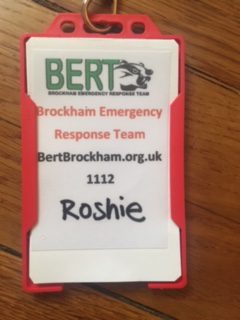 BERT
BROCKHAM EMERGENCY RESPONSE TEAM
Brockham Emergency
Response Team
BertBrockham.org.uk
1112
Roshie